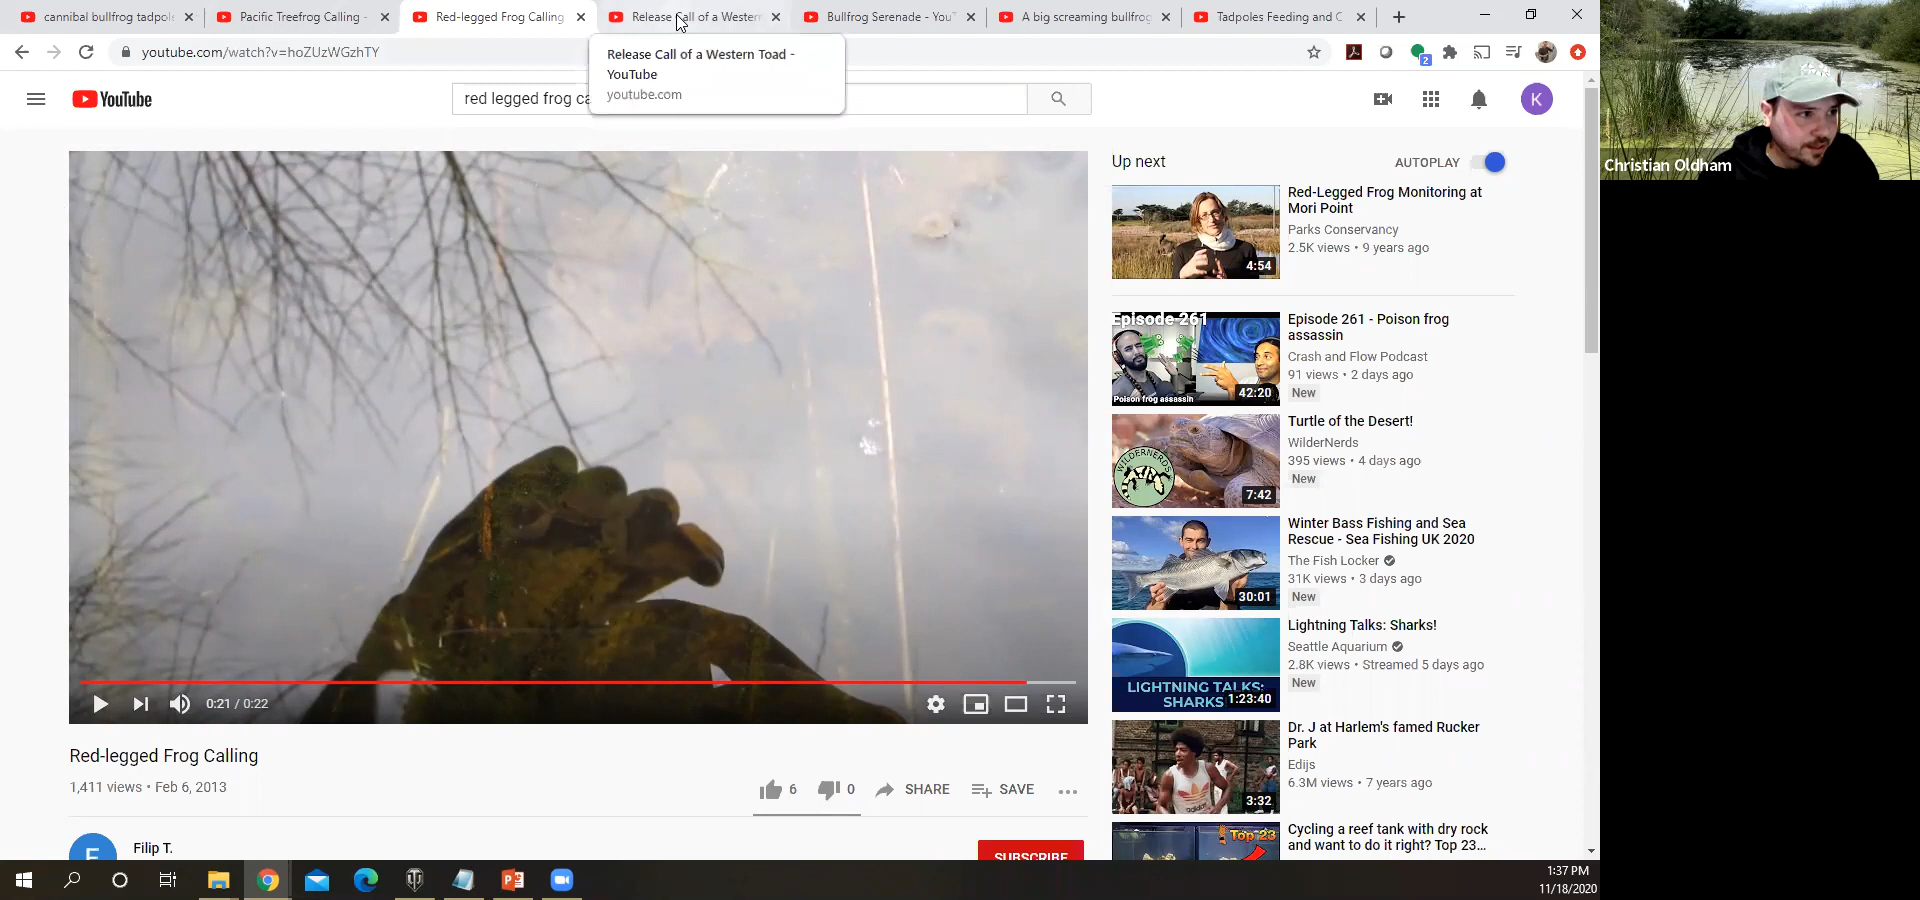 cannibal bullfrog tadpol
Pacific Treefrog Calling -
Red-legged Frog Calling
Release Call of a Western
Bullfrog Serenade - YouT
A big screaming bullfrog
Tadpoles Feeding and C
youtube.com/watch?v=hoZUzWGzhTY
2
Release Call of a Western Toad -
YouTube
youtube.com
YouTube
red legged frog ca
K
Christian Oldham
Up next
AUTOPLAY
4:54
Red-Legged Frog Monitoring at
Mori Point
Parks Conservancy
2.5K views • 9 years ago
Episode 261
Poison frog assassin
42:20
Episode 261 - Poison frog
assassin
Crash and Flow Podcast
91 views • 2 days ago
New
WILDERNERDS
7:42
Turtle of the Desert!
WilderNerds
395 views • 4 days ago
New
30:01
Winter Bass Fishing and Sea
Rescue - Sea Fishing UK 2020
The Fish Locker
31K views • 3 days ago
New
LIGHTNING TALKS:
SHARKS
1:23:40
Lightning Talks: Sharks!
Seattle Aquarium
2.8K views • Streamed 5 days ago
New
adidas
3:32
Dr. J at Harlem's famed Rucker
Park
Edijs
6.3M views • 7 years ago
Top 23
Cycling a reef tank with dry rock
and want to do it right? Top 23...
0:21 / 0:22
Red-legged Frog Calling
1,411 views • Feb 6, 2013
6
0
SHARE
SAVE
F
Filip T.
SUBSCRIBE
1:37 PM
11/18/2020